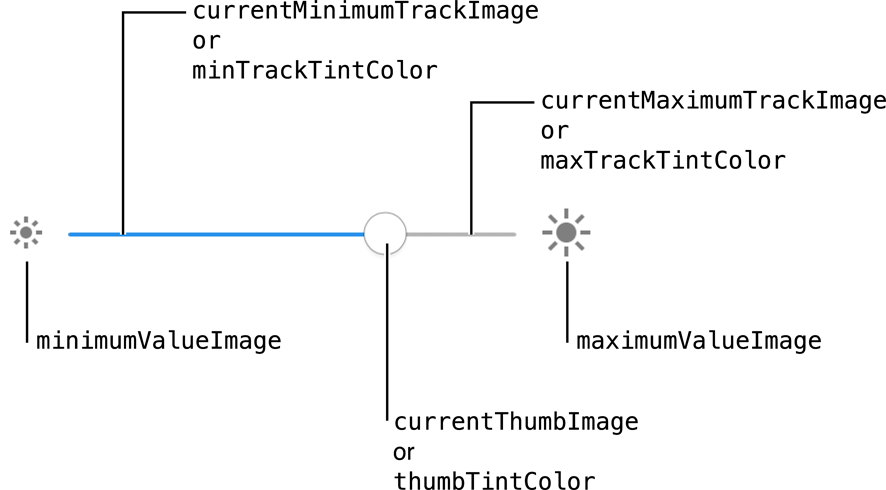 currentMinimumTrackImage
or
minTrackTintColor
currentMaximumTrackImage
or
maxTrackTintColor
minimumValueImage
maximumValueImage
currentThumbImage
or
thumbTintColor